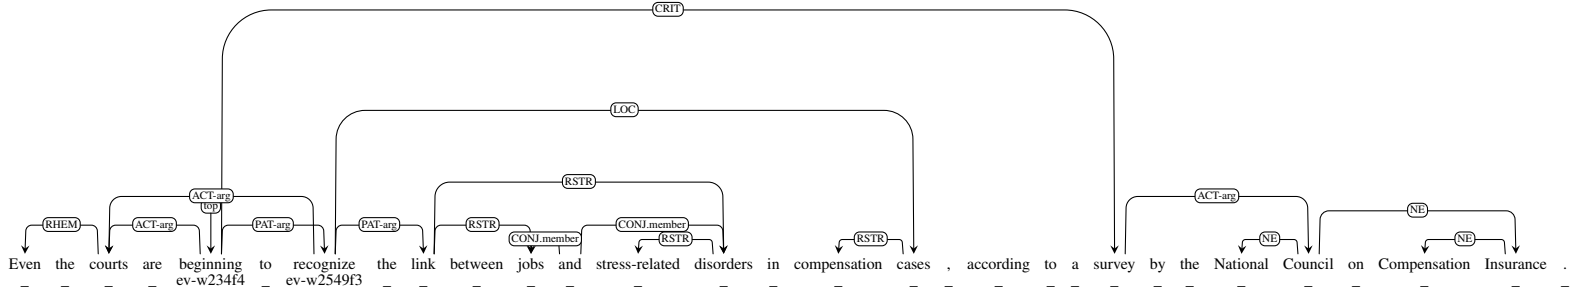 CRIT
LOC
RSTR
ACT-arg ACT-arg
top NE
RHEM ACT-arg PAT-arg PAT-arg RSTR CONJ.member
CONJ.member RSTR RSTR NE NE
Even the courts are beginning to recognize the link between jobs and stress-related disorders in compensation cases , according to a survey by the National Council on Compensation Insurance .
_ _ _ _ ev-w234f4 _ ev-w2549f3 _ _ _ _ _ _ _ _ _ _ _ _ _ _ _ _ _ _ _ _ _ _ _